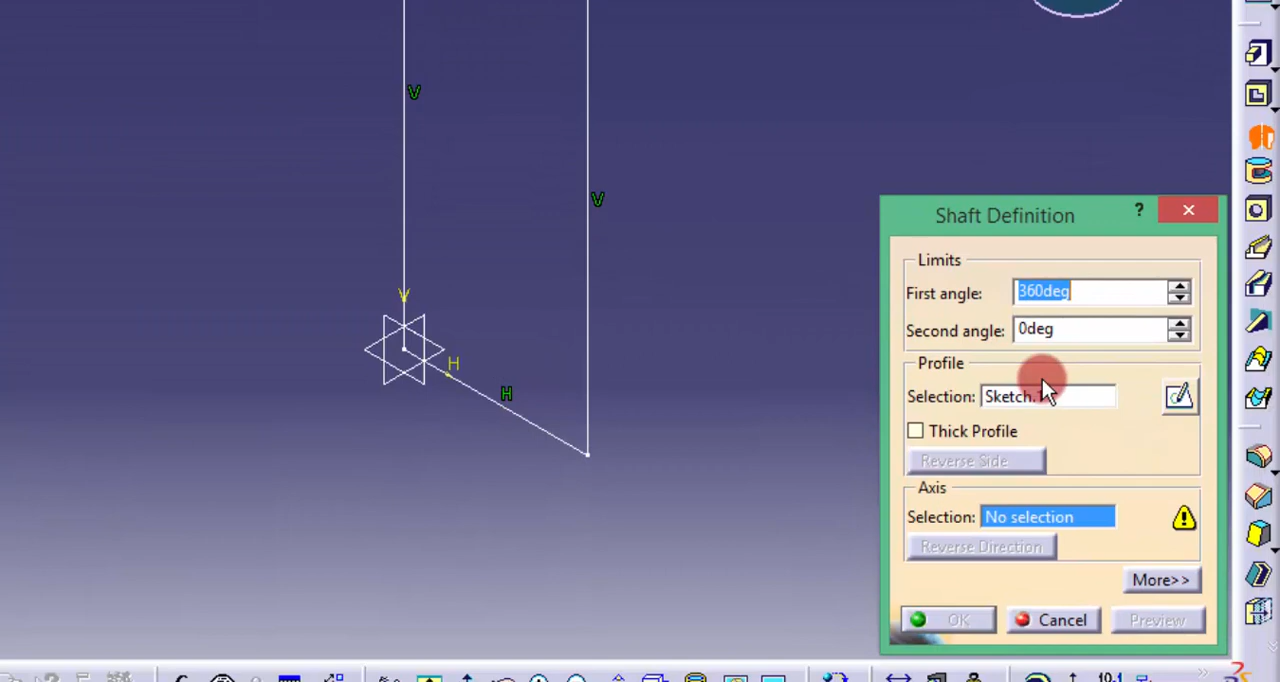 V
V
Y
H
H
Shaft Definition ?
Limits
First angle: 360deg
Second angle: 0deg
Profile
Selection: Sketch.1
Thick Profile
Reverse Side
Axis
Selection: No selection
Reverse Direction
More>>
OK Cancel Preview